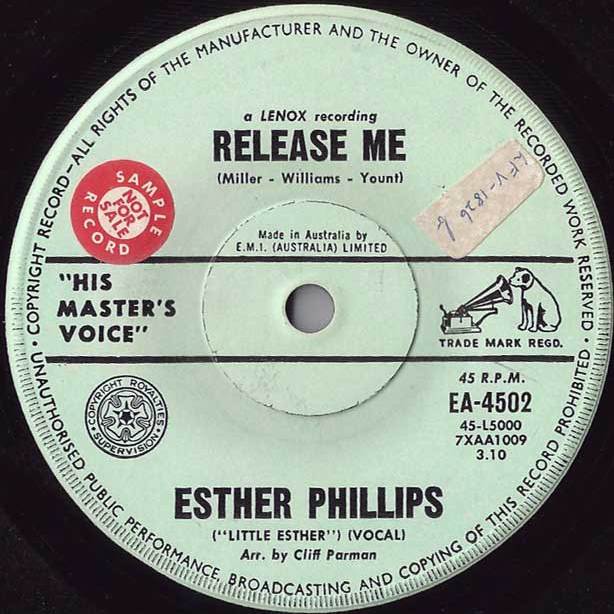 UNAUTHORISED PUBLIC PERFORMANCE, BROADCASTING AND COPYING OF THIS RECORD PROHIBITED · COPYRIGHT RECORD—ALL RIGHTS OF THE MANUFACTURER AND THE OWNER OF THE RECORDED WORK RESERVED ·
a LENOX recording
RELEASE ME
(Miller - Williams - Yount)
SAMPLE
NOT
FOR
SALE
RECORD
Made in Australia by
E.M.I. (AUSTRALIA) LIMITED
"HIS
MASTER'S
VOICE"
TRADE MARK REGD.
COPYRIGHT ROYALTIES
SUPERVISION
45 R.P.M.
EA-4502
45-L5000
7XAA1009
3.10
ESTHER PHILLIPS
("LITTLE ESTHER") (VOCAL)
Arr. by Cliff Parman